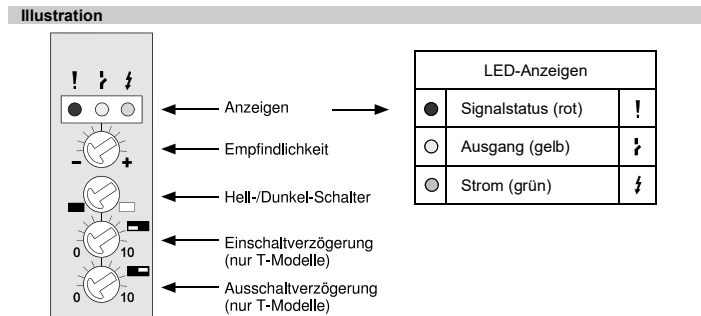 Illustration
! 
Anzeigen
- +
Empfindlichkeit
Hell-/Dunkel-Schalter
0 10
Einschaltverzögerung
(nur T-Modelle)
0 10
Ausschaltverzögerung
(nur T-Modelle)
LED-Anzeigen
Signalstatus (rot) !
Ausgang (gelb)
Strom (grün)